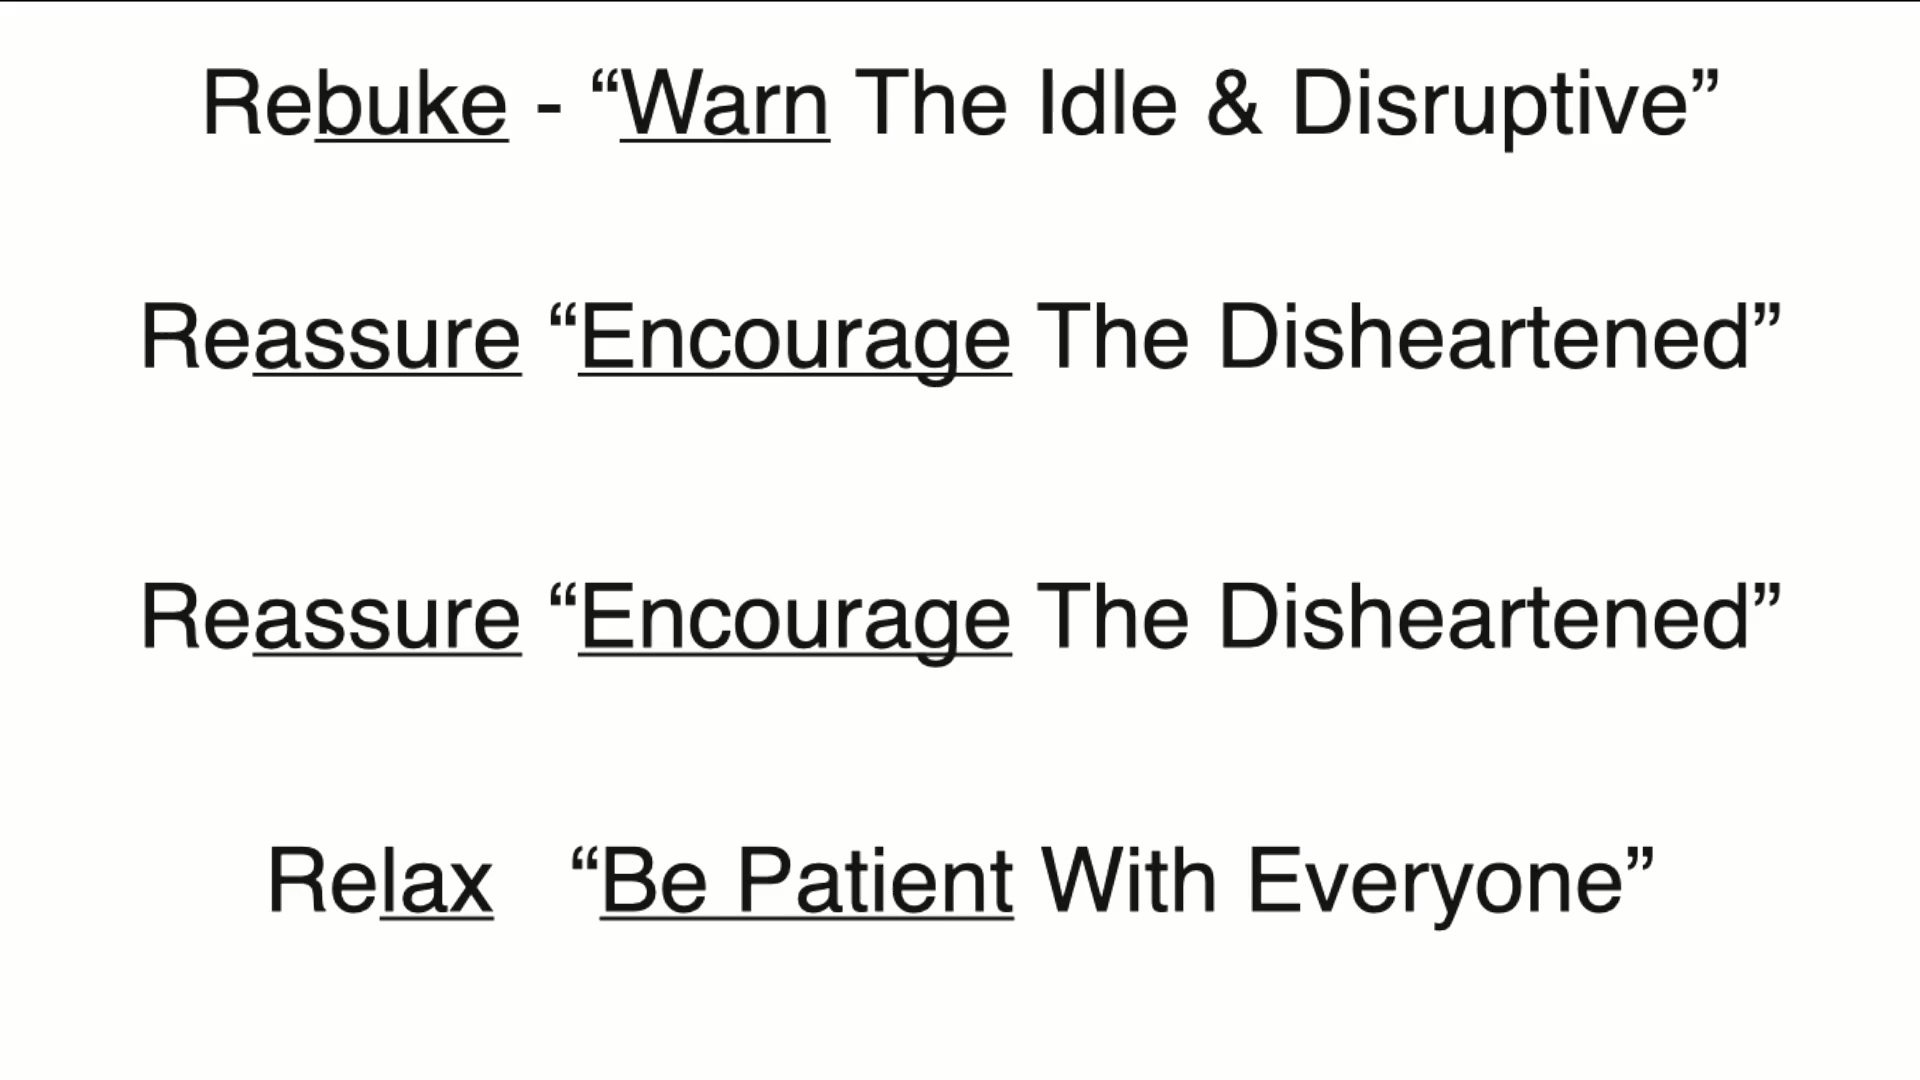 Rebuke - “Warn The Idle & Disruptive”
Reassure “Encourage The Disheartened”
Reassure “Encourage The Disheartened”
Relax “Be Patient With Everyone”